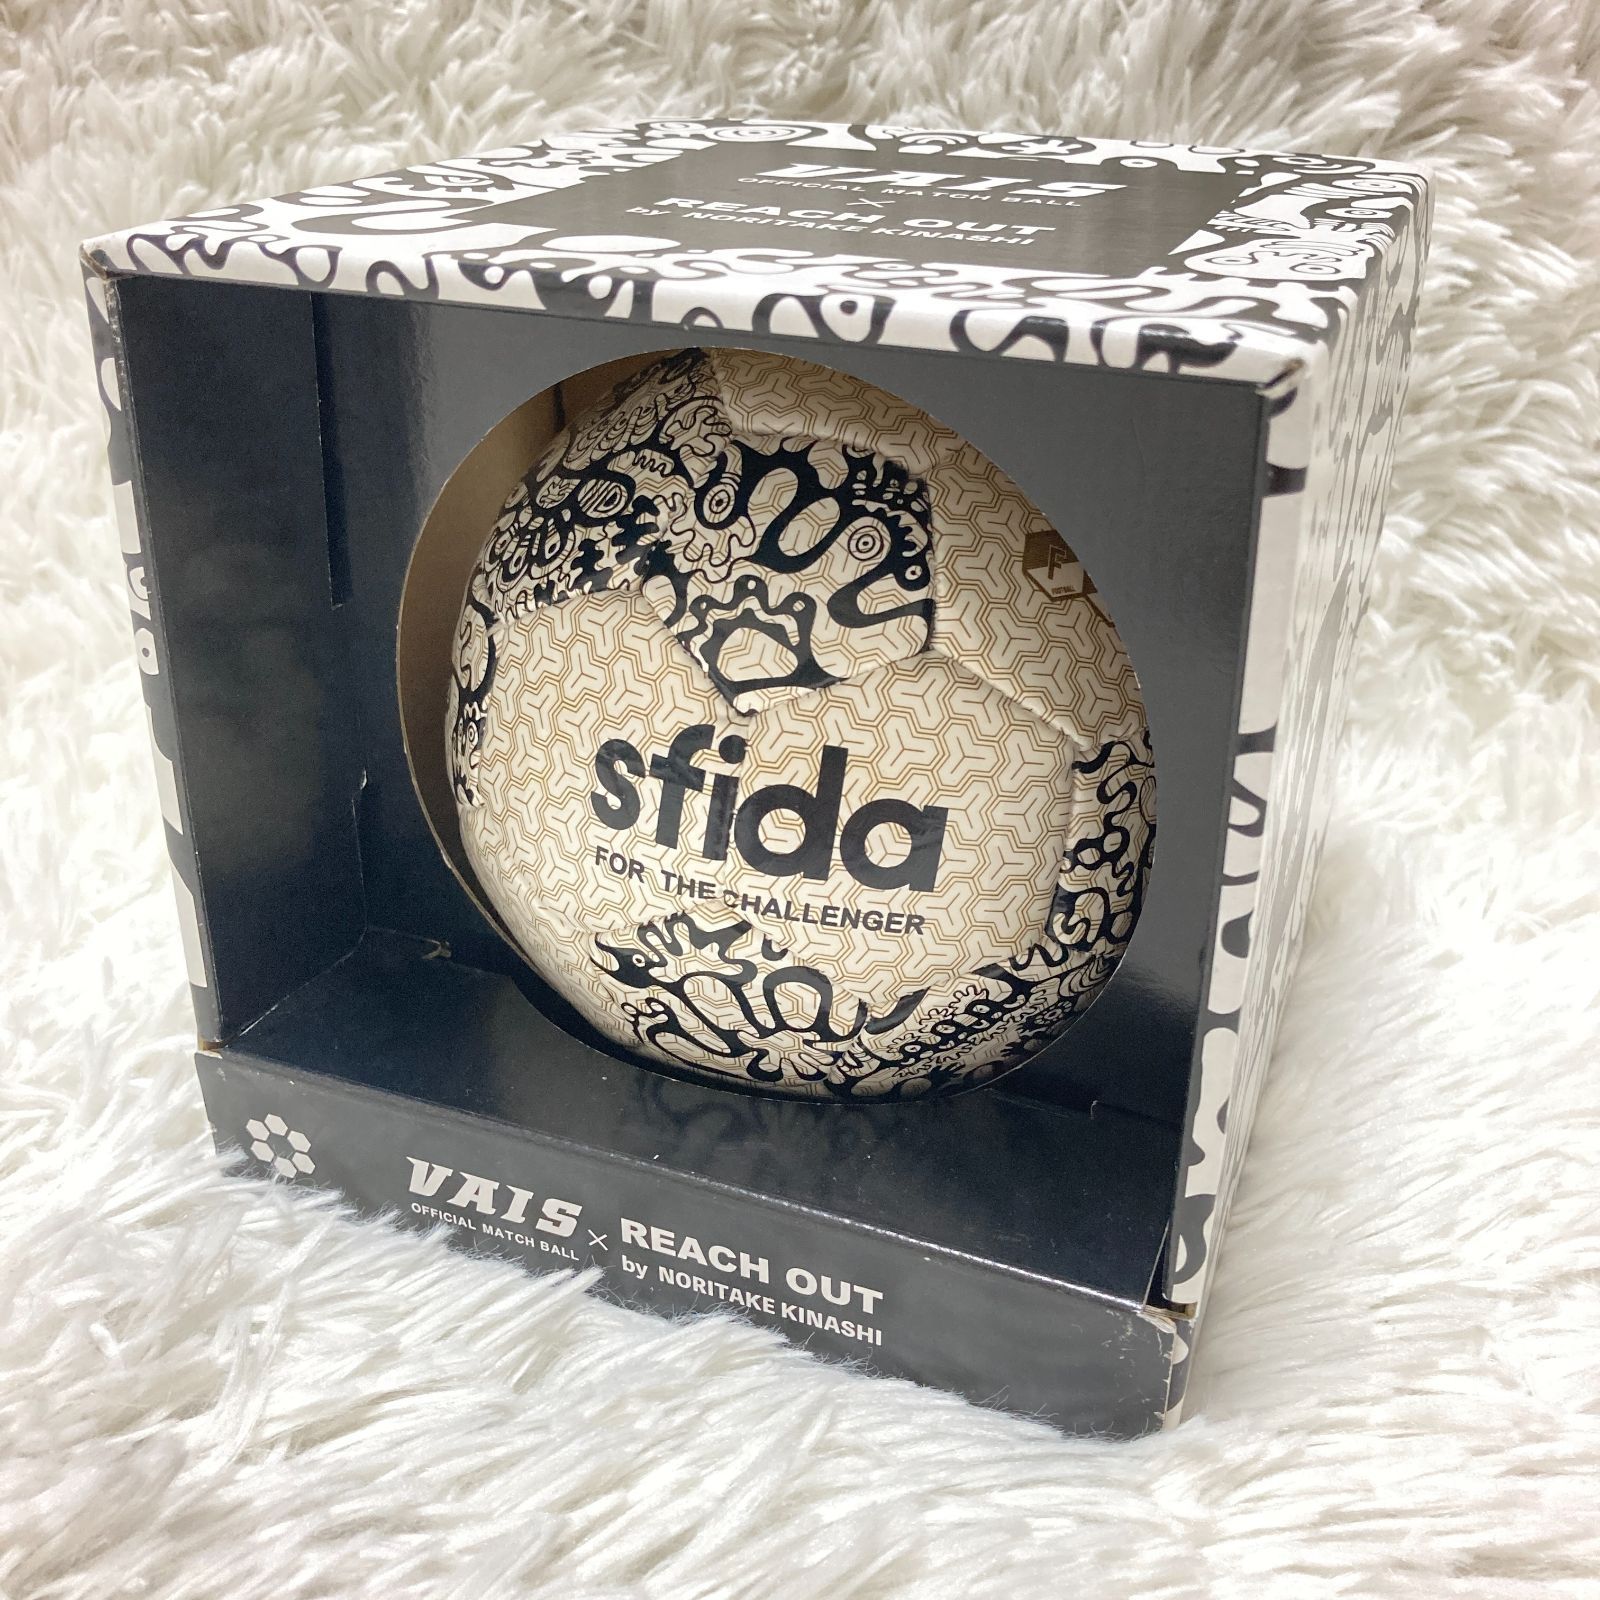 VAIS
OFFICIAL MATCH BALL
×
REACH OUT
by NORITAKE KINASHI
F
FOOTBALL
sfida
FOR THE CHALLENGER
VAIS
OFFICIAL MATCH BALL
×
REACH OUT
by NORITAKE KINASHI